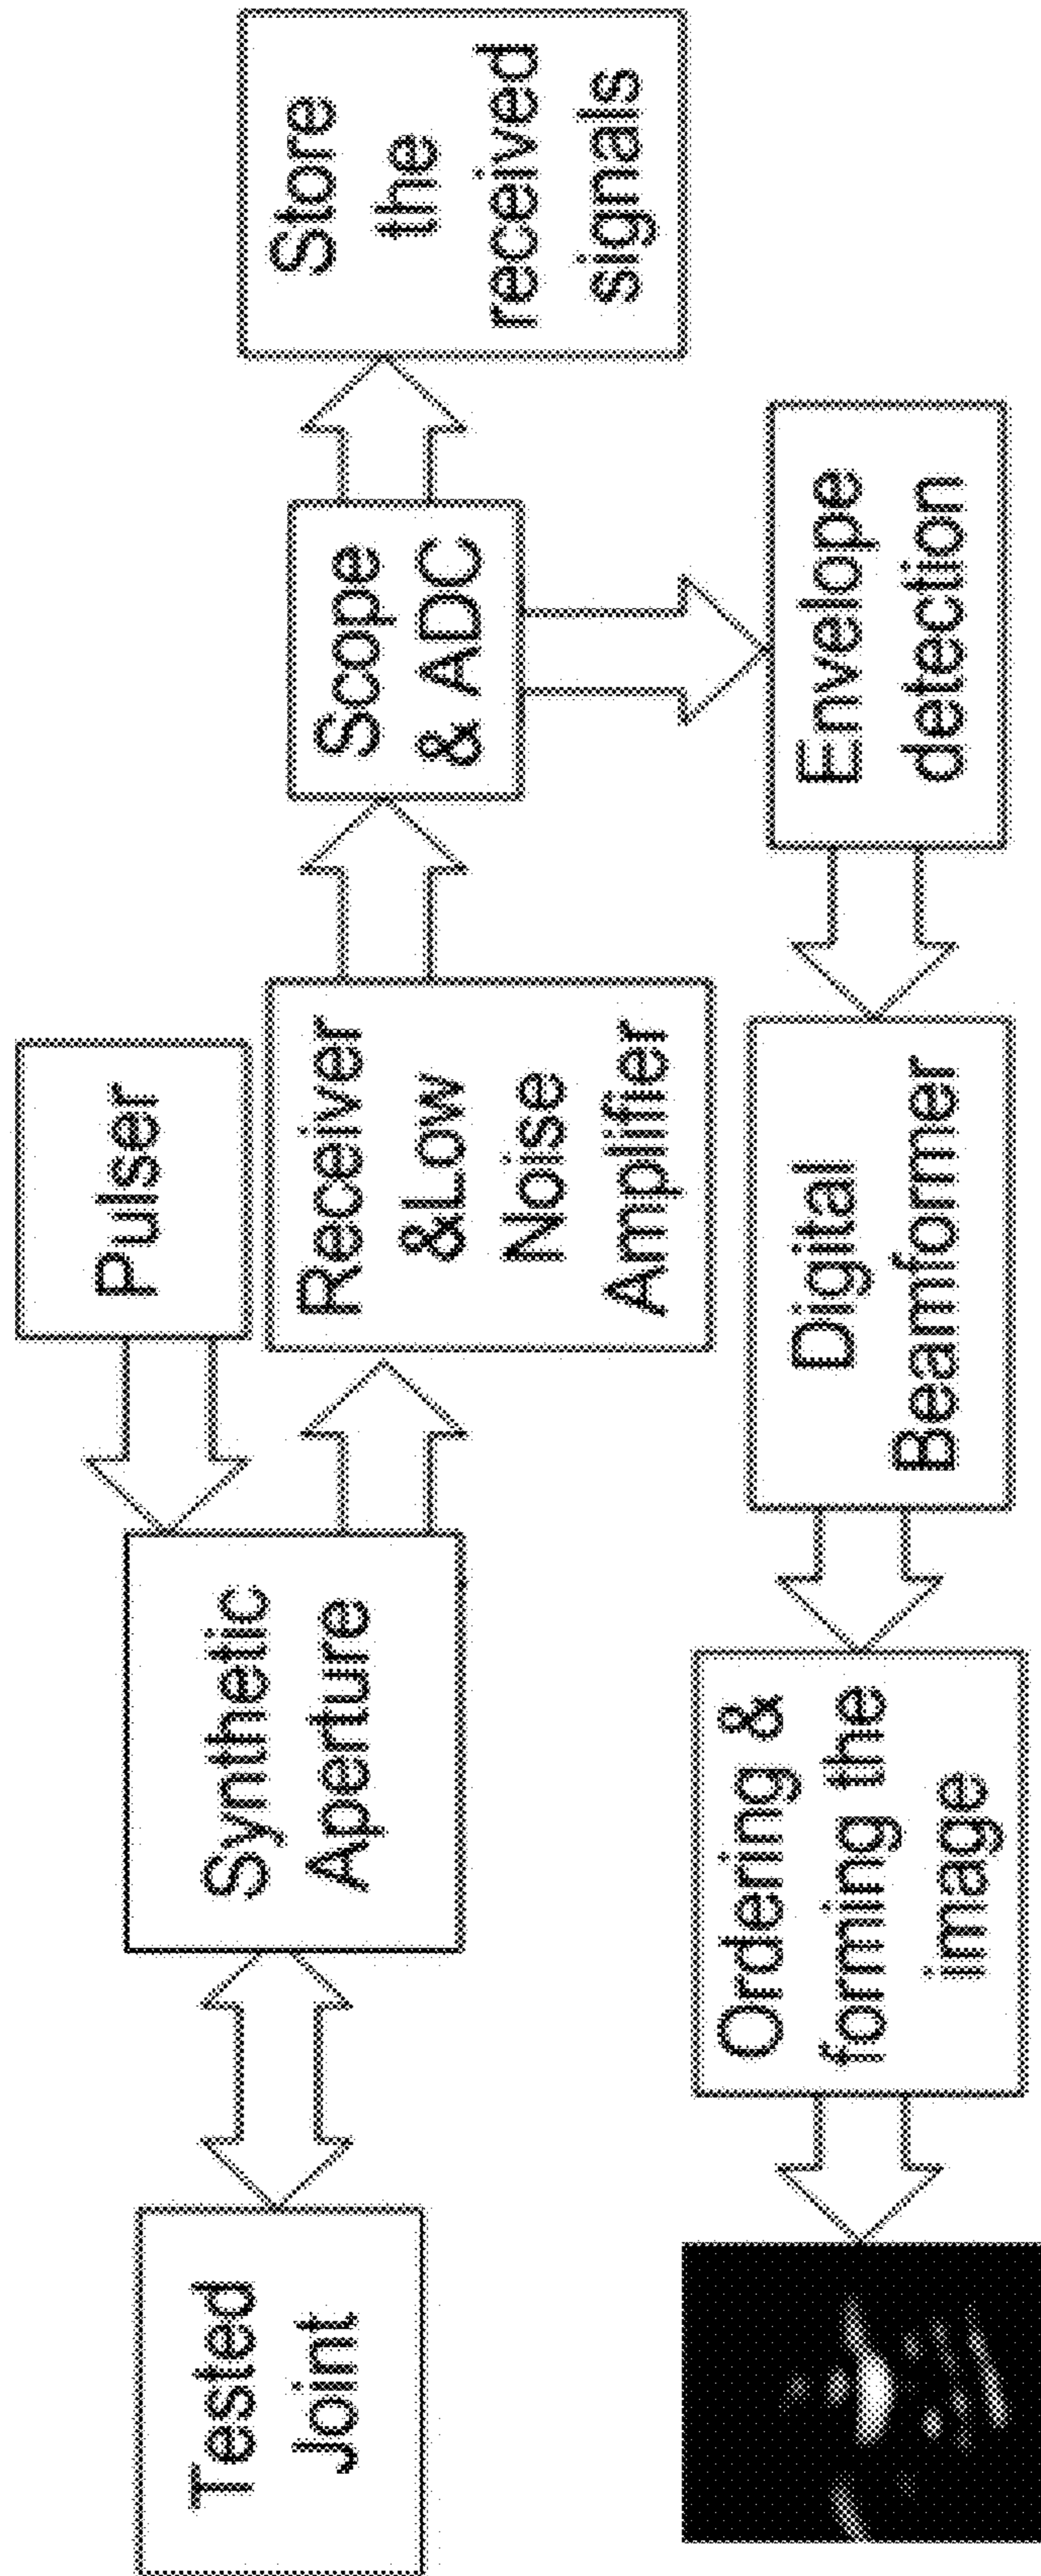 Pulser
Tested
Joint
Synthetic
Aperture
Receiver
&Low
Noise
Amplifier
Scope
& ADC
Store
the
received
signals
Ordering &
forming the
image
Digital
Beamformer
Envelope
detection